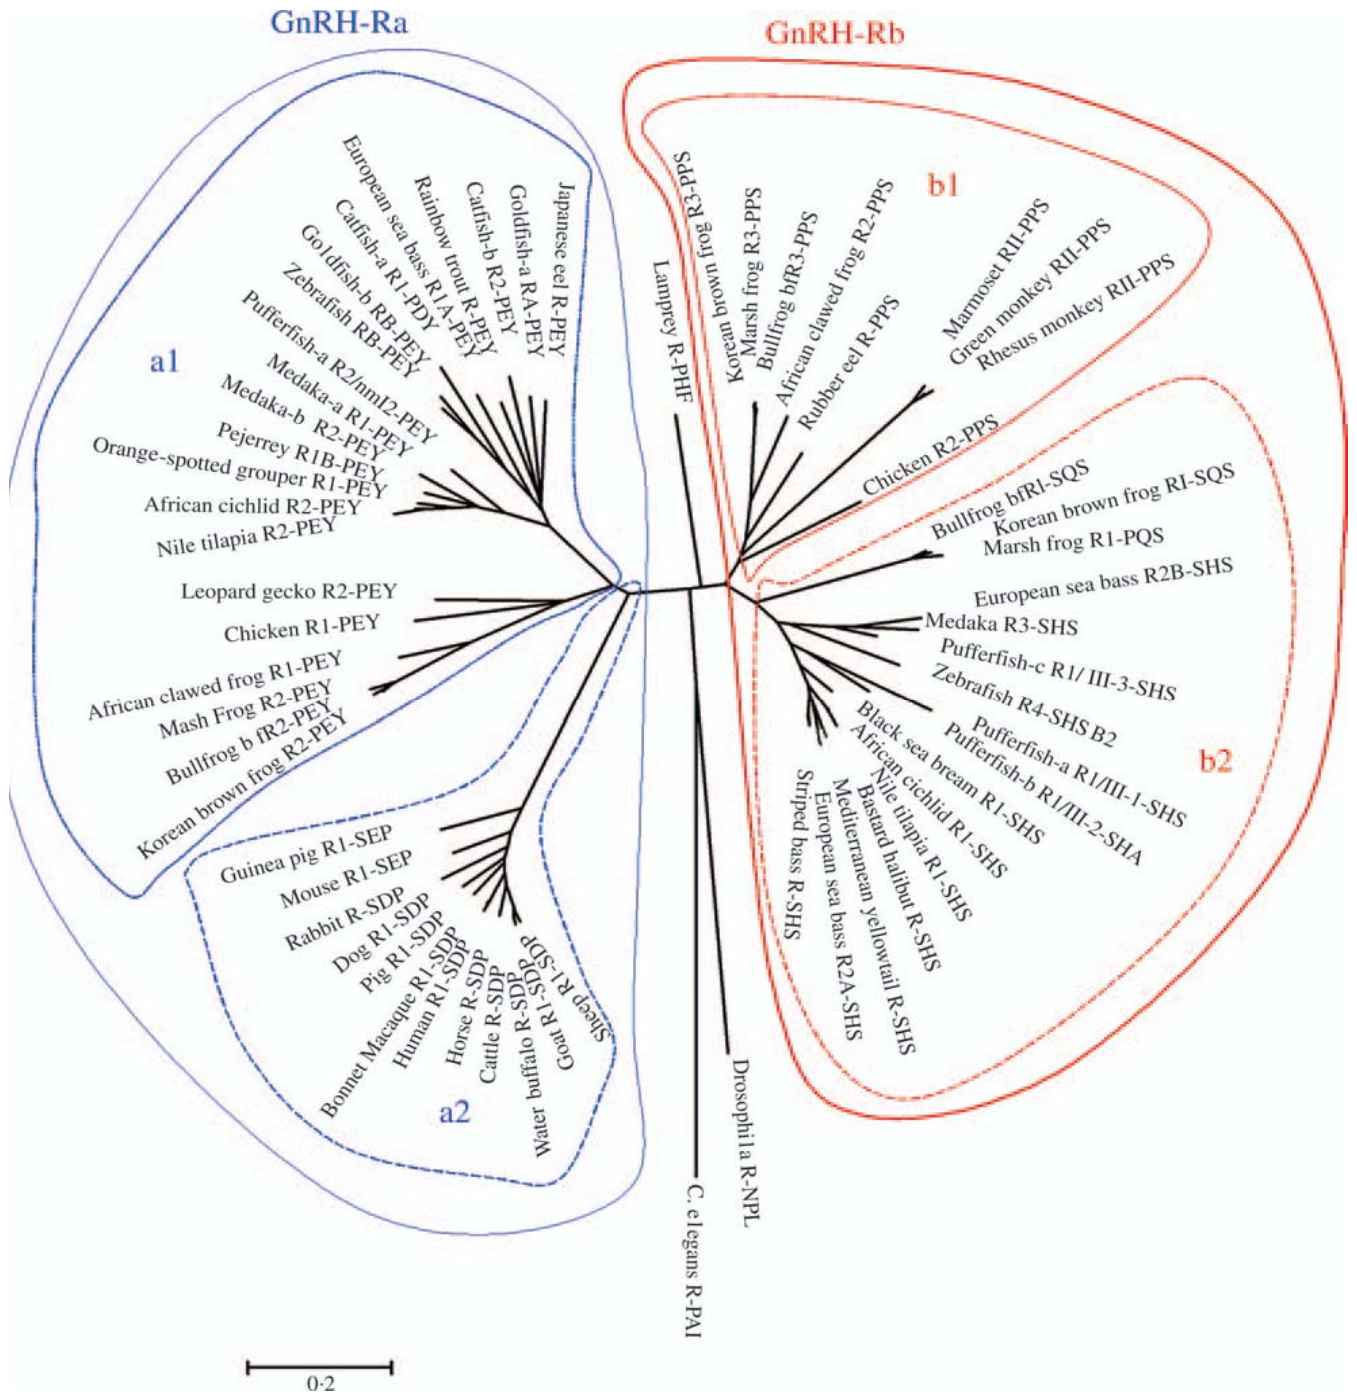 GnRH-Ra
GnRH-Rb
a1
Japanese eel R-PEY
Goldfish-a RA-PEY
Catfish-b R2-PEY
Rainbow trout R-PEY
European sea bass R1A-PEY
Catfish-a R1-PDY
Goldfish-b RB-PEY
Zebrafish RB-PEY
Pufferfish-a R2/nmI2-PEY
Medaka-a R1-PEY
Medaka-b R2-PEY
Pejerrey R1B-PEY
Orange-spotted grouper R1-PEY
African cichlid R2-PEY
Nile tilapia R2-PEY
Leopard gecko R2-PEY
Chicken R1-PEY
African clawed frog R1-PEY
Mash Frog R2-PEY
Bullfrog b fR2-PEY
Korean brown frog R2-PEY
Guinea pig R1-SEP
Mouse R1-SEP
Rabbit R-SDP
Dog R1-SDP
Pig R1-SDP
Bonnet Macaque R1-SDP
Human R1-SDP
Horse R-SDP
Cattle R-SDP
Water buffalo R-SDP
Goat R1-SDP
Sheep R1-SDP
a2
Lamprey R-PHF
Korean brown frog R3-PPS
Marsh frog R3-PPS
Bullfrog bfR3-PPS
African clawed frog R2-PPS
Rubber eel R-PPS
b1
Marmoset RII-PPS
Green monkey RII-PPS
Rhesus monkey RII-PPS
Chicken R2-PPS
Bullfrog bfRI-SQS
Korean brown frog RI-SQS
Marsh frog R1-PQS
European sea bass R2B-SHS
Medaka R3-SHS
Pufferfish-c R1/ III-3-SHS
Zebrafish R4-SHS B2
Pufferfish-a R1/III-1-SHS
Pufferfish-b R1/III-2-SHA
b2
Black sea bream R1-SHS
African cichlid R1-SHS
Nile tilapia R1-SHS
Bastard halibut R-SHS
Mediterranean yellowtail R-SHS
European sea bass R2A-SHS
Striped bass R-SHS
Drosophila R-NPL
C. elegans R-PAI
0·2